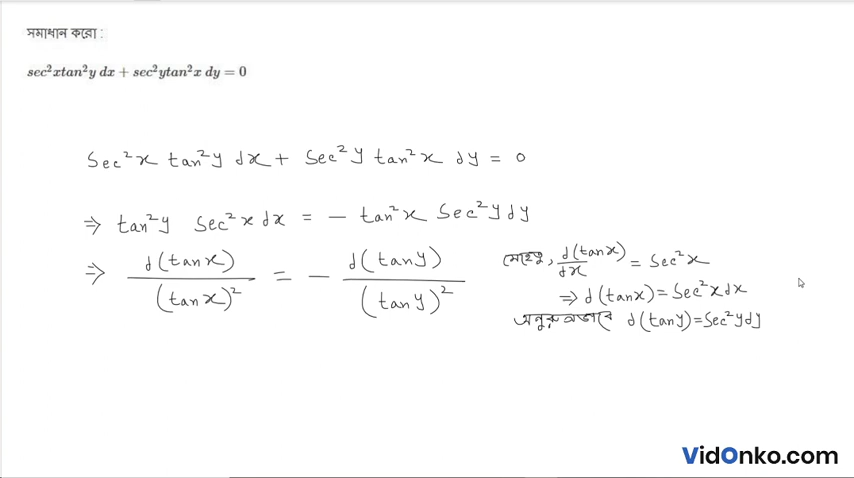 সমাধান করো :
sec²xtan²y dx + sec²ytan²x dy = 0
Sec²x tan²y dx + Sec²y tan²x dy = 0
⇒ tan²y Sec²x dx = - tan²x Sec²y dy
⇒ d(tanx)/(tanx)² = - d(tany)/(tany)²
যেহেতু, d(tanx)/dx = Sec²x
⇒ d(tanx) = Sec²x dx
অনুরূপভাবে d(tany) = Sec²y dy
VidOnko.com